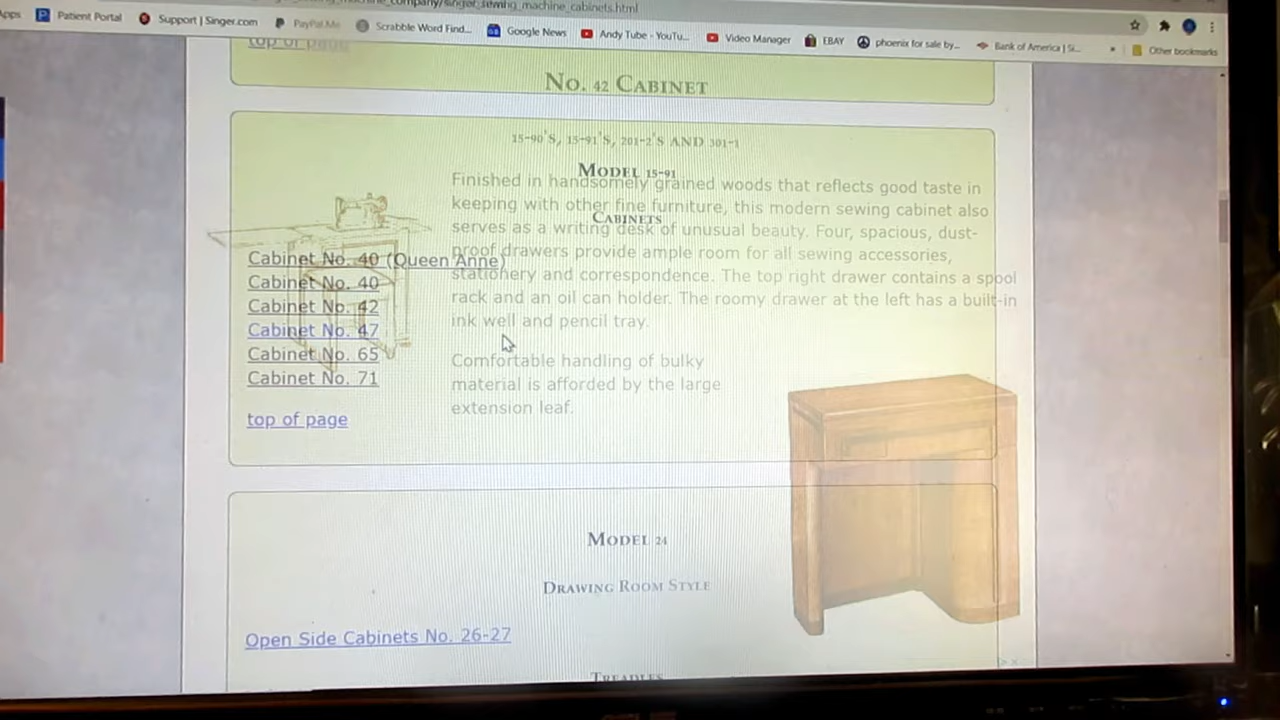 company/singer_sewing_machine_cabinets.html
Apps Patient Portal Support | Singer.com PayPal Me Scrabble Word Find... Google News Andy Tube - YouTu... Video Manager EBAY phoenix for sale by... Bank of America | Si... » Other bookmarks
top of page
No. 42 Cabinet
15-90's, 15-91's, 201-2's and 301-1
Model 15-91
Finished in handsomely grained woods that reflects good taste in
keeping with other fine furniture, this modern sewing cabinet also
Cabinets
serves as a writing desk of unusual beauty. Four, spacious, dust-
proof drawers provide ample room for all sewing accessories,
Cabinet No. 40 (Queen Anne)
stationery and correspondence. The top right drawer contains a spool
Cabinet No. 40
rack and an oil can holder. The roomy drawer at the left has a built-in
Cabinet No. 42
ink well and pencil tray.
Cabinet No. 47
Cabinet No. 65
Comfortable handling of bulky
Cabinet No. 71
material is afforded by the large
extension leaf.
top of page
Model 24
Drawing Room Style
Open Side Cabinets No. 26-27
Treadles